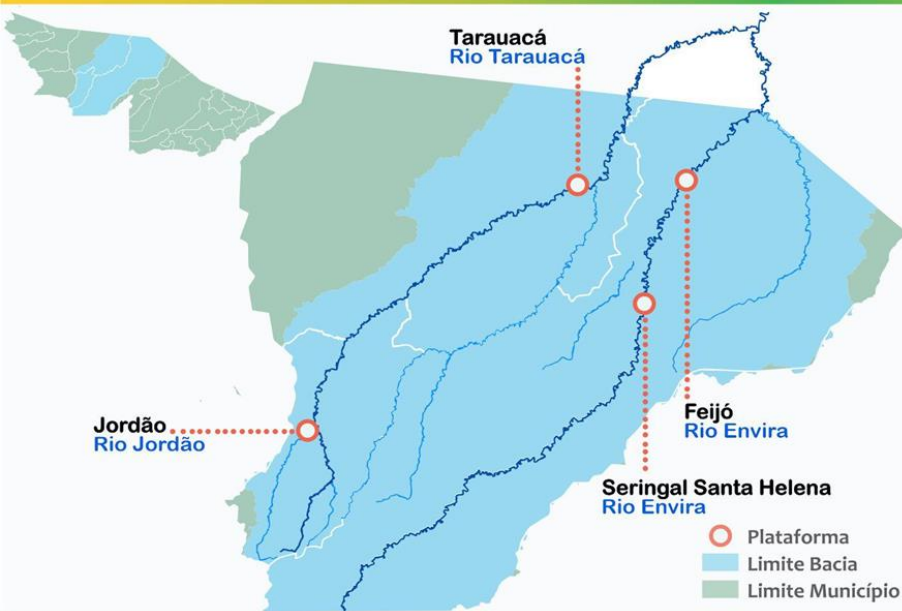 Tarauacá
Rio Tarauacá
Jordão
Rio Jordão
Feijó
Rio Envira
Seringal Santa Helena
Rio Envira
Plataforma
Limite Bacia
Limite Município